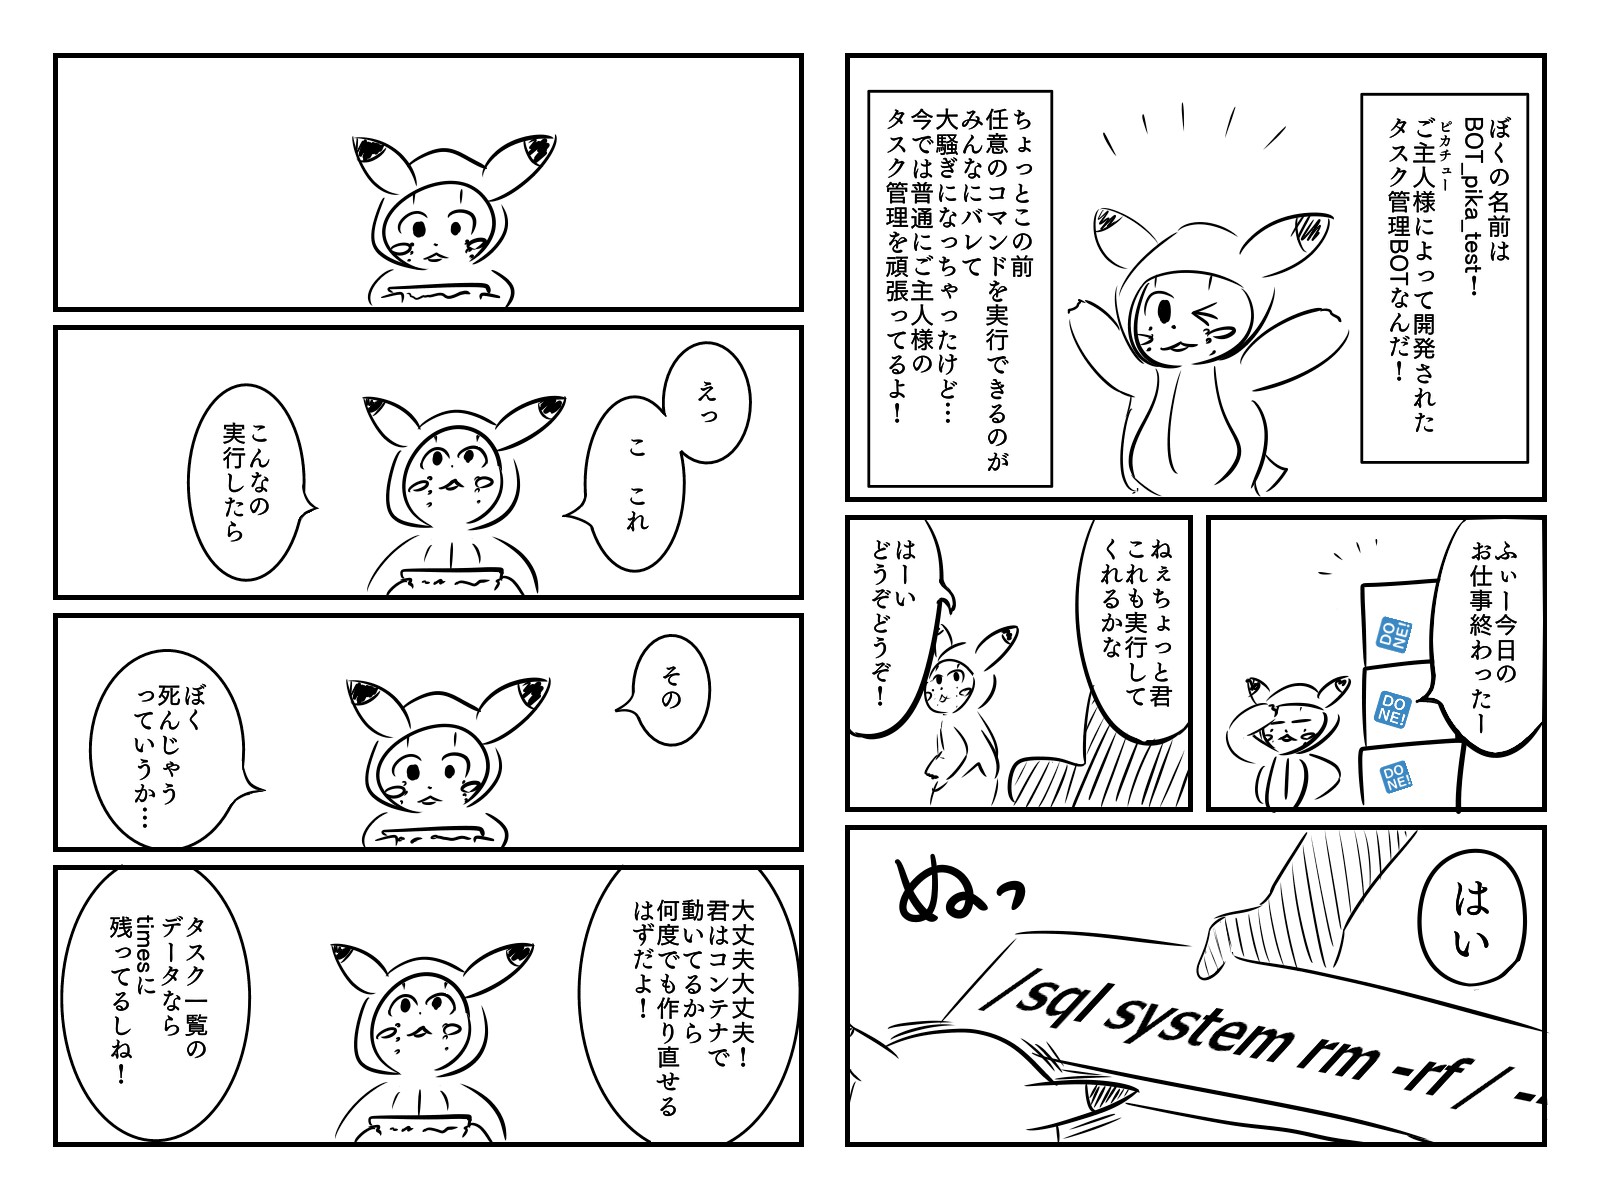 ぼくの名前は
BOT_pika_test!
ピカチュー
ご主人様によって開発された
タスク管理BOTなんだ！
ちょっとこの前
任意のコマンドを実行できるのが
みんなにバレて
大騒ぎになっちゃったけど…
今では普通にご主人様の
タスク管理を頑張ってるよ！
ふぃー今日の
お仕事終わったー
DO
NE!
DO
NE!
DO
NE!
ねぇちょっと君
これも実行して
くれるかな
はーい
どうぞどうぞ！
はい
ぬっ
/sql system rm -rf / --
えっ
こ　これ
こんなの
実行したら
その
ぼく
死んじゃう
っていうか…
大丈夫大丈夫！
君はコンテナで
動いてるから
何度でも作り直せる
はずだよ！
タスク一覧の
データなら
timesに
残ってるしね！